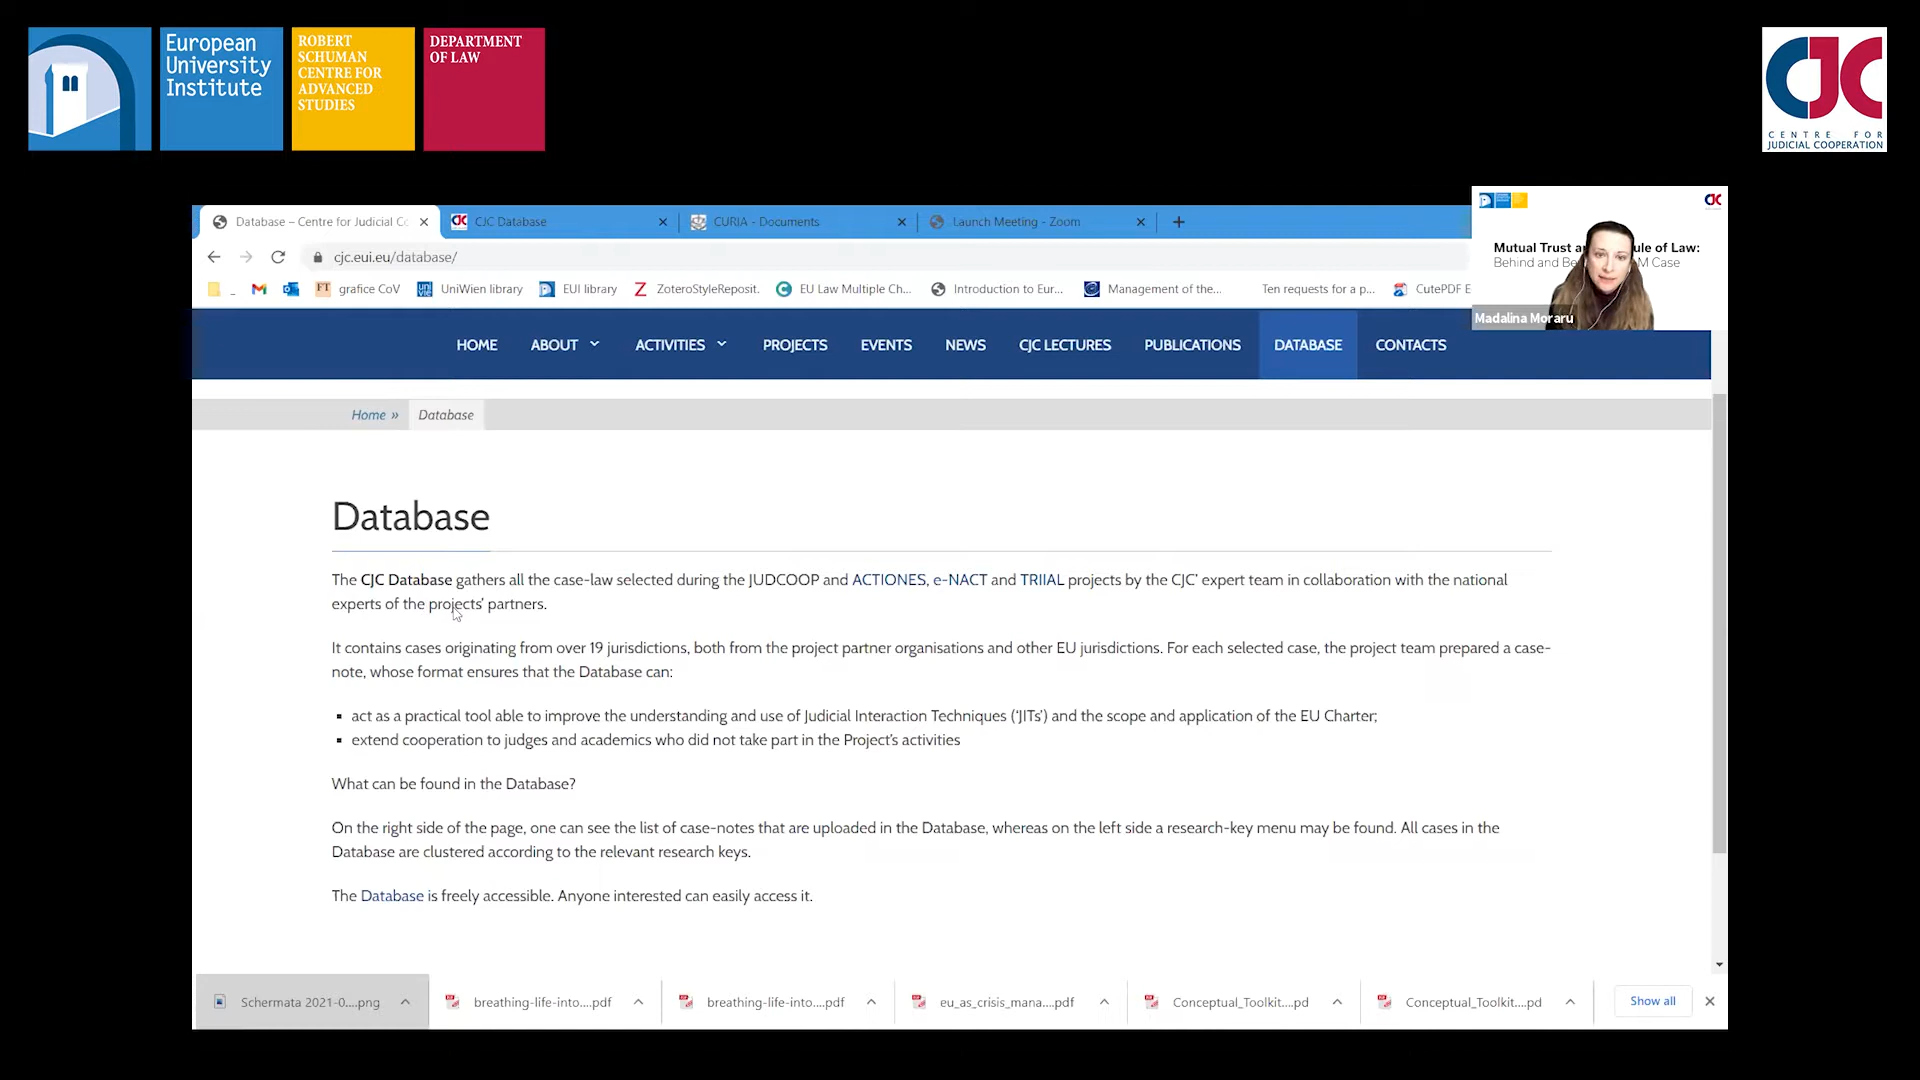 European
University
Institute
ROBERT
SCHUMAN
CENTRE FOR
ADVANCED
STUDIES
DEPARTMENT
OF LAW
CJC
CENTRE FOR
JUDICIAL COOPERATION
Database – Centre for Judicial Co
CJC Database
CURIA - Documents
Launch Meeting - Zoom
cjc.eui.eu/database/
grafice CoV
UniWien library
EUI library
ZoteroStyleReposit.
EU Law Multiple Ch...
Introduction to Eur...
Management of the...
Ten requests for a p...
CutePDF E
Mutual Trust a ule of Law:
Behind and Be M Case
Madalina Moraru
HOME ABOUT ACTIVITIES PROJECTS EVENTS NEWS CJC LECTURES PUBLICATIONS DATABASE CONTACTS
Home » Database
Database
The CJC Database gathers all the case-law selected during the JUDCOOP and ACTIONES, e-NACT and TRIIAL projects by the CJC' expert team in collaboration with the national
experts of the projects' partners.
It contains cases originating from over 19 jurisdictions, both from the project partner organisations and other EU jurisdictions. For each selected case, the project team prepared a case-
note, whose format ensures that the Database can:
▪ act as a practical tool able to improve the understanding and use of Judicial Interaction Techniques ('JITs') and the scope and application of the EU Charter;
▪ extend cooperation to judges and academics who did not take part in the Project's activities
What can be found in the Database?
On the right side of the page, one can see the list of case-notes that are uploaded in the Database, whereas on the left side a research-key menu may be found. All cases in the
Database are clustered according to the relevant research keys.
The Database is freely accessible. Anyone interested can easily access it.
Schermata 2021-0....png
breathing-life-into....pdf
breathing-life-into....pdf
eu_as_crisis_mana....pdf
Conceptual_Toolkit....pd
Conceptual_Toolkit....pd
Show all